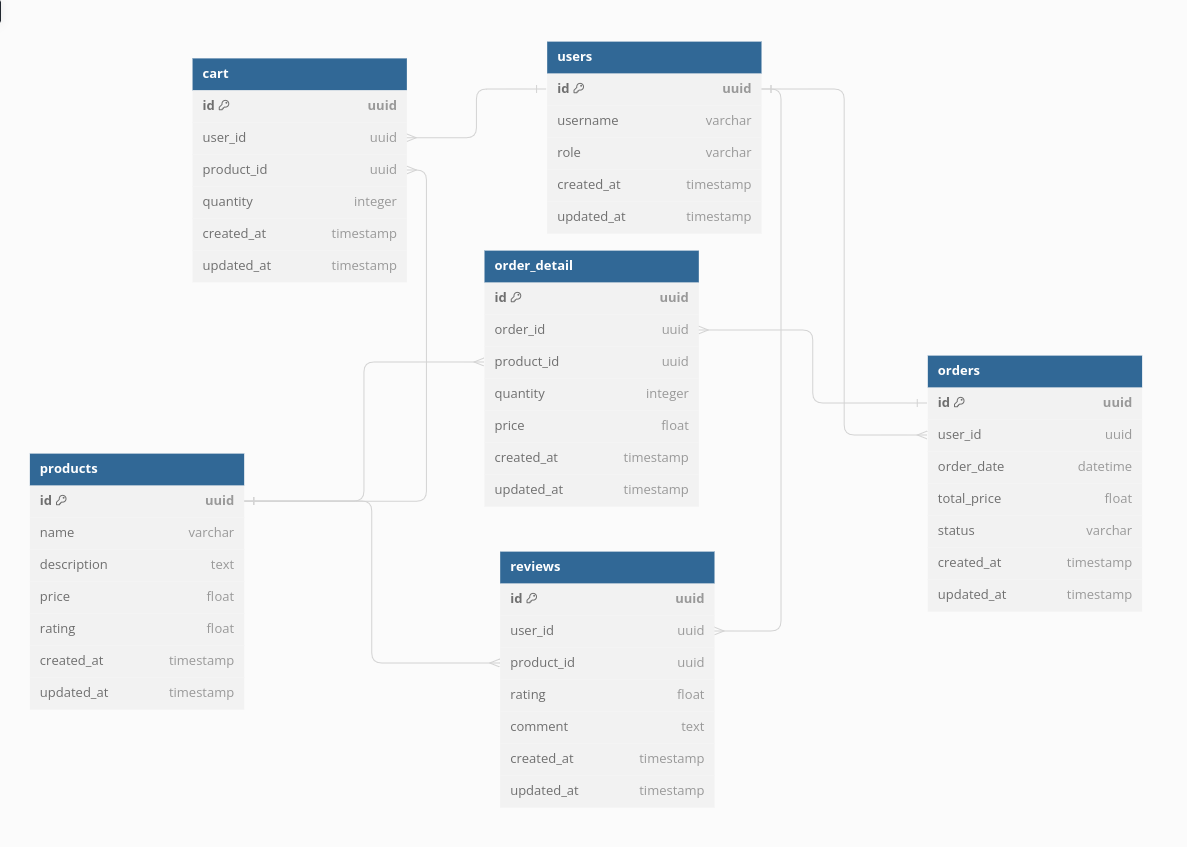 cart
id uuid
user_id uuid
product_id uuid
quantity integer
created_at timestamp
updated_at timestamp
users
id uuid
username varchar
role varchar
created_at timestamp
updated_at timestamp
order_detail
id uuid
order_id uuid
product_id uuid
quantity integer
price float
created_at timestamp
updated_at timestamp
orders
id uuid
user_id uuid
order_date datetime
total_price float
status varchar
created_at timestamp
updated_at timestamp
products
id uuid
name varchar
description text
price float
rating float
created_at timestamp
updated_at timestamp
reviews
id uuid
user_id uuid
product_id uuid
rating float
comment text
created_at timestamp
updated_at timestamp